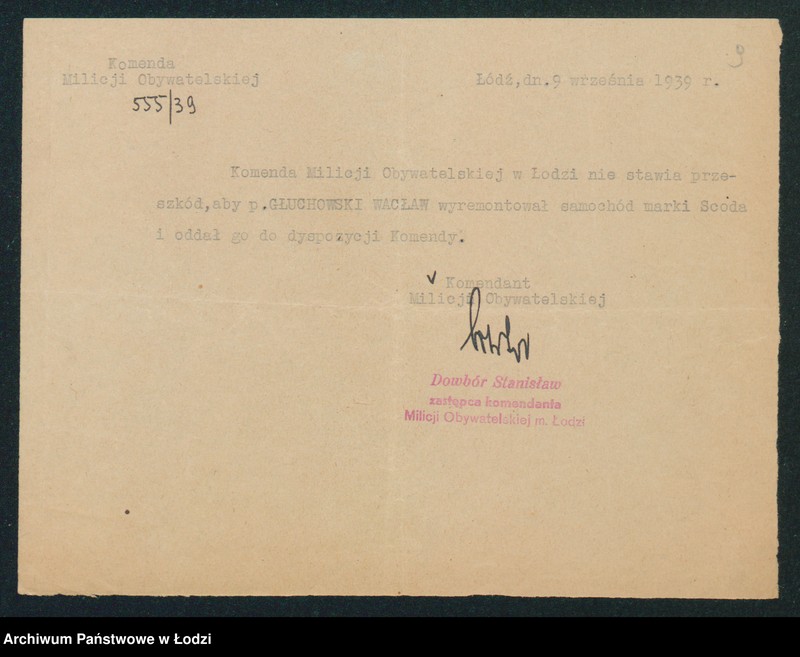 9
Komenda
Milicji Obywatelskiej
555/39
Łódź,dn.9 września 1939 r.
Komenda Milicji Obywatelskiej w Łodzi nie stawia prze-
szkód,aby p.GŁUCHOWSKI WACŁAW wyremontował samochód marki Scoda
i oddał go do dyspozycji Komendy.
v Komendant
Milicji Obywatelskiej
Dowbór Stanisław
zastępca komendanta
Milicji Obywatelskiej m. Łodzi
Archiwum Państwowe w Łodzi